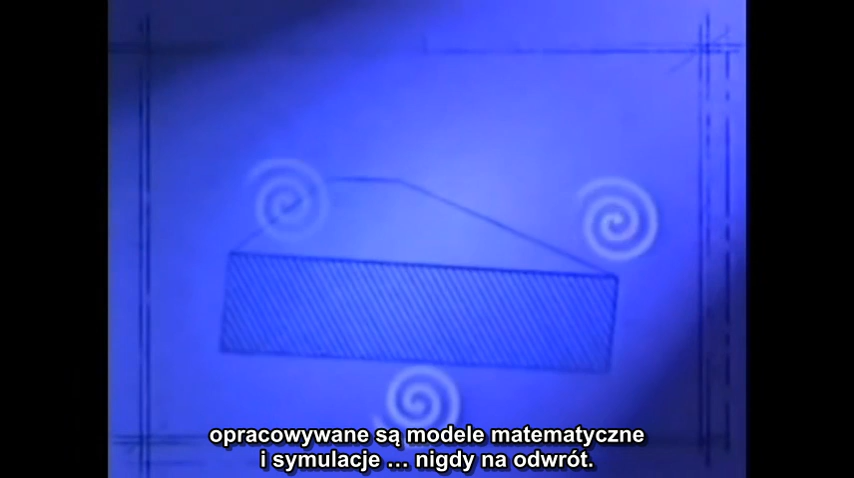 opracowywane są modele matematyczne
i symulacje ... nigdy na odwrót.